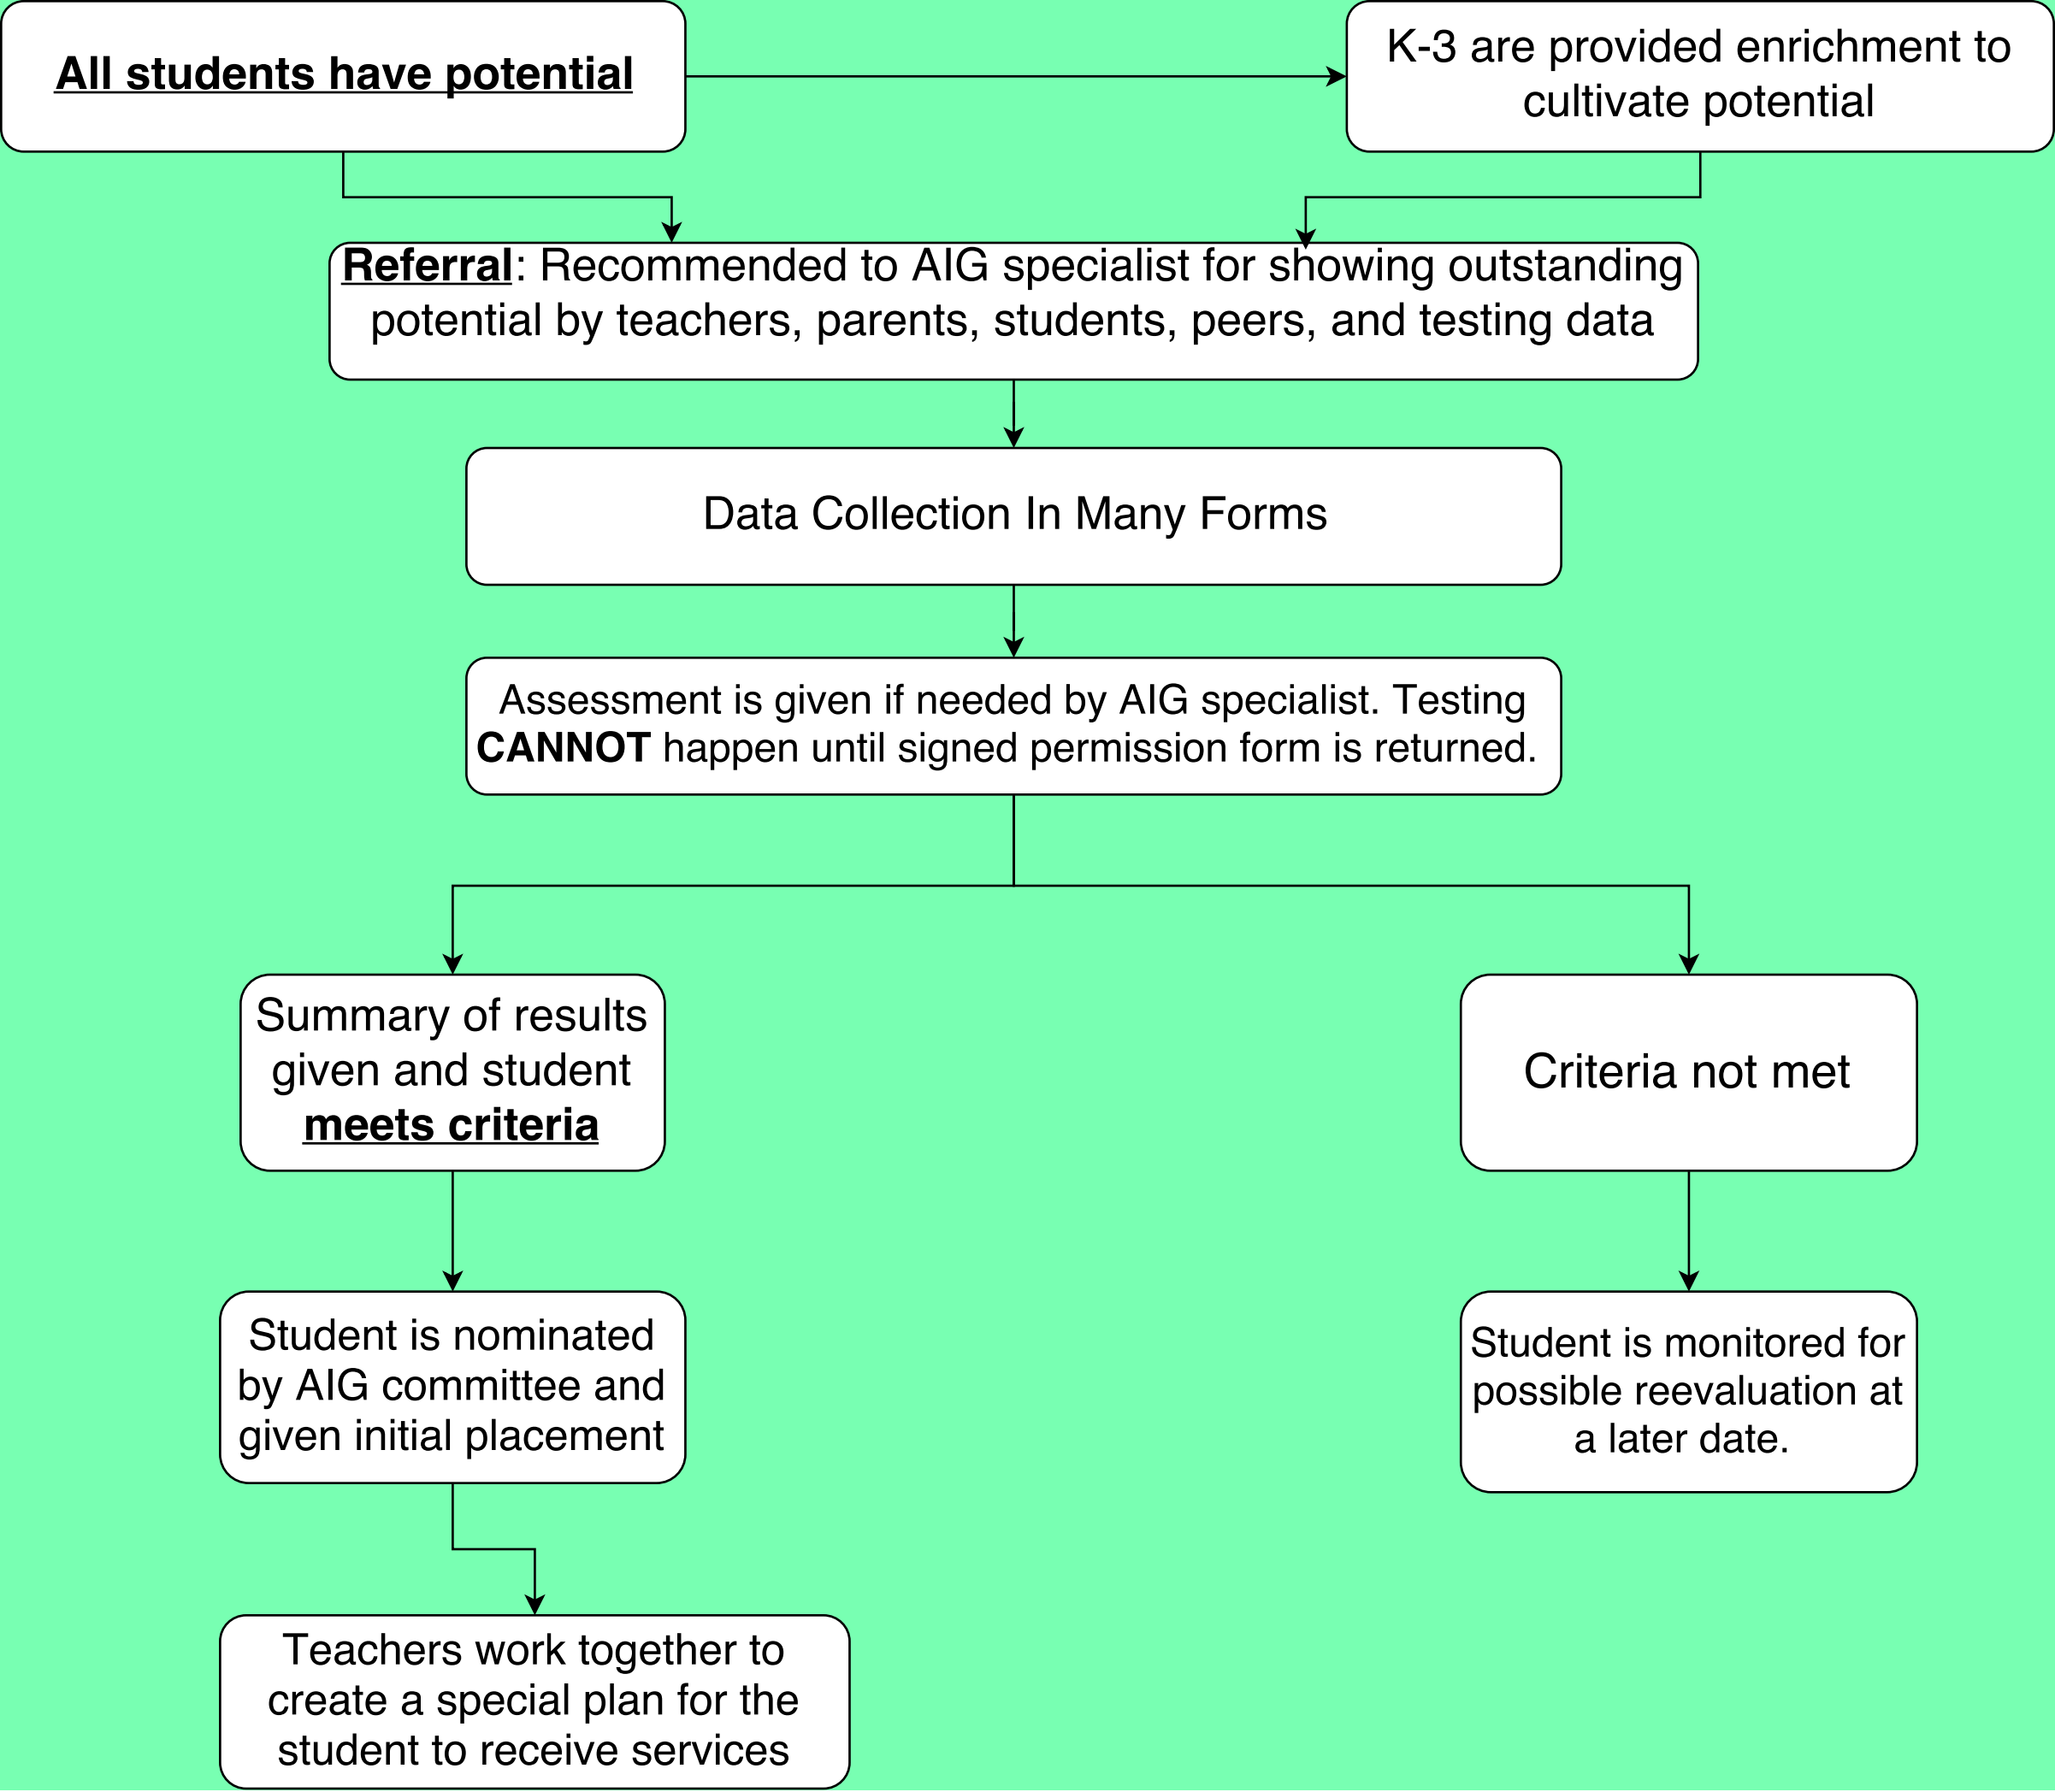 All students have potential
K-3 are provided enrichment to
cultivate potential
Referral: Recommended to AIG specialist for showing outstanding
potential by teachers, parents, students, peers, and testing data
Data Collection In Many Forms
Assessment is given if needed by AIG specialist. Testing
CANNOT happen until signed permission form is returned.
Summary of results
given and student
meets criteria
Criteria not met
Student is nominated
by AIG committee and
given initial placement
Student is monitored for
possible reevaluation at
a later date.
Teachers work together to
create a special plan for the
student to receive services